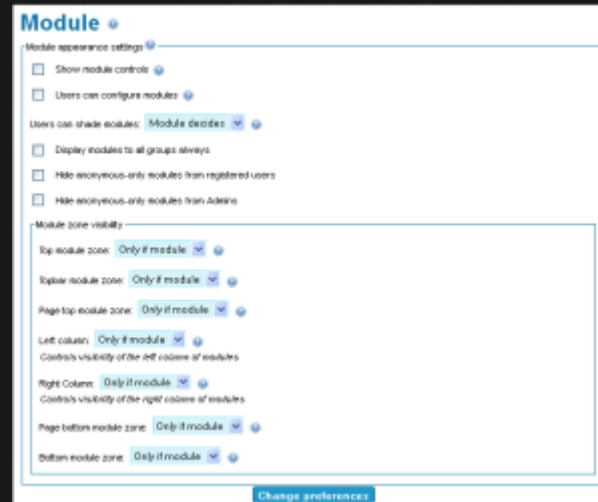 Module
Module appearance settings
Show module controls
Users can configure modules
Users can shade modules: Module decides
Display modules to all groups always
Hide anonymous-only modules from registered users
Hide anonymous-only modules from Admins
Module zone visibility
Top module zone: Only if module
Topbar module zone: Only if module
Page top module zone: Only if module
Left column: Only if module
Controls visibility of the left column of modules
Right Column: Only if module
Controls visibility of the right column of modules
Page bottom module zone: Only if module
Bottom module zone: Only if module
Change preferences